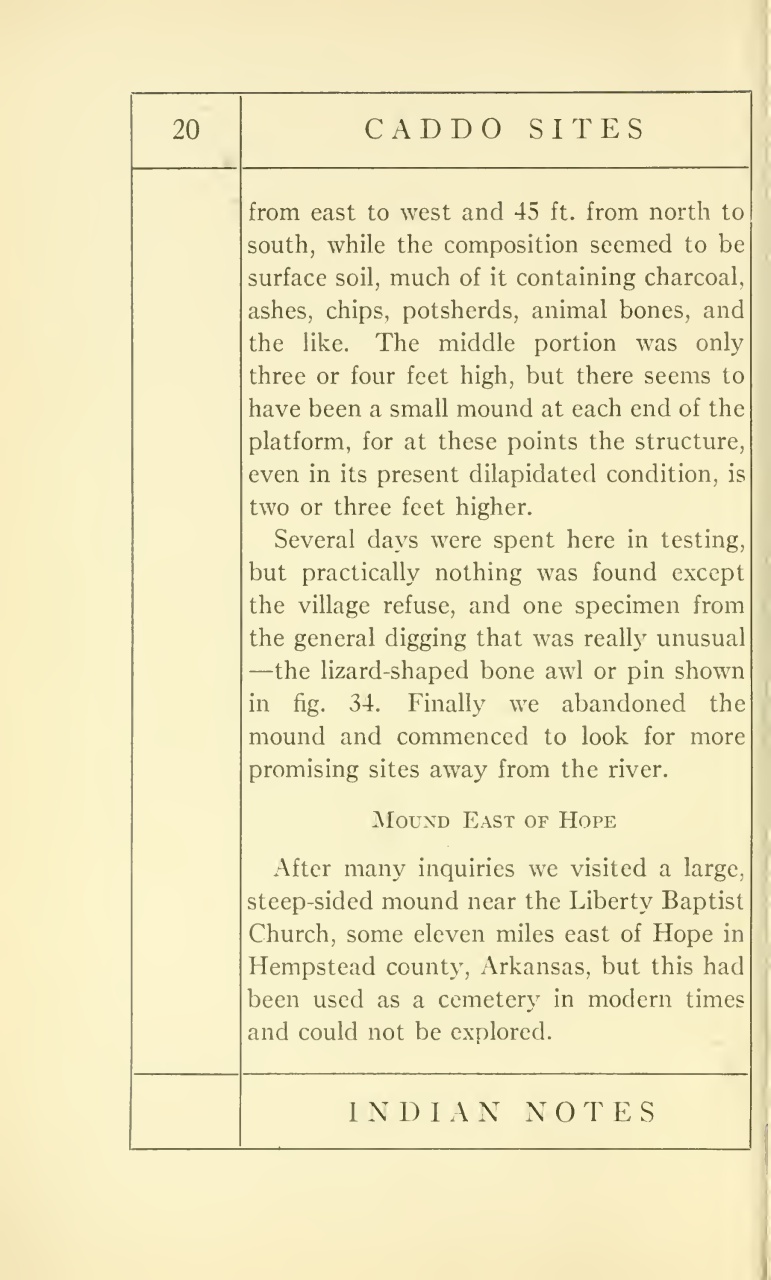 20
CADDO SITES
from east to west and 45 ft. from north to
south, while the composition seemed to be
surface soil, much of it containing charcoal,
ashes, chips, potsherds, animal bones, and
the like. The middle portion was only
three or four feet high, but there seems to
have been a small mound at each end of the
platform, for at these points the structure,
even in its present dilapidated condition, is
two or three feet higher.
Several days were spent here in testing,
but practically nothing was found except
the village refuse, and one specimen from
the general digging that was really unusual
—the lizard-shaped bone awl or pin shown
in fig. 34. Finally we abandoned the
mound and commenced to look for more
promising sites away from the river.
Mound East of Hope
After many inquiries we visited a large,
steep-sided mound near the Liberty Baptist
Church, some eleven miles east of Hope in
Hempstead county, Arkansas, but this had
been used as a cemetery in modern times
and could not be explored.
INDIAN NOTES